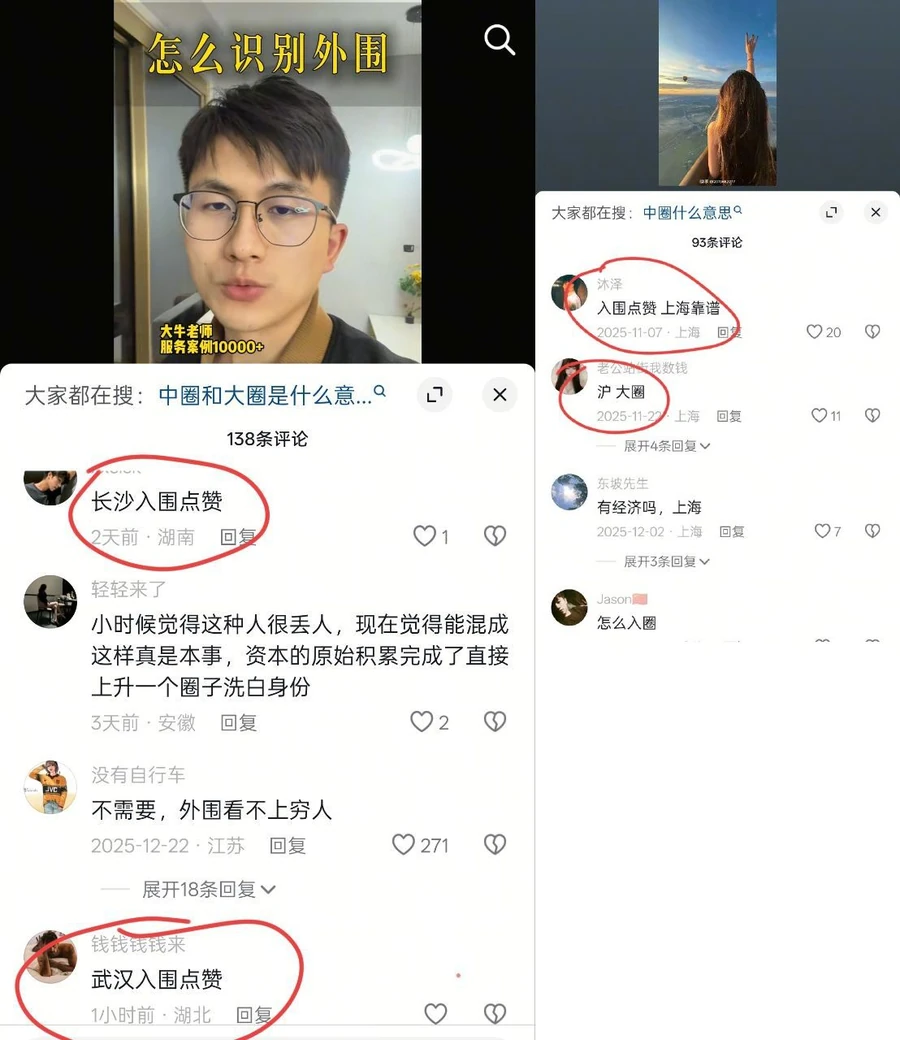 怎么识别外围
大牛老师
服务案例10000+
大家都在搜：中圈和大圈是什么意...
138条评论
长沙入围点赞
2天前 · 湖南 回复
1
轻轻来了
小时候觉得这种人很丢人，现在觉得能混成
这样真是本事，资本的原始积累完成了直接
上升一个圈子洗白身份
3天前 · 安徽 回复
2
没有自行车
不需要，外围看不上穷人
2025-12-22 · 江苏 回复
271
展开18条回复
钱钱钱钱来
武汉入围点赞
1小时前 · 湖北 回复
大家都在搜：中圈什么意思
93条评论
沐泽
入围点赞 上海靠谱
2025-11-07 · 上海 回复
20
老公站街我数钱
沪 大圈
2025-11-22 · 上海 回复
11
展开4条回复
东坡先生
有经济吗，上海
2025-12-02 · 上海 回复
7
展开3条回复
Jason🇨🇳
怎么入圈